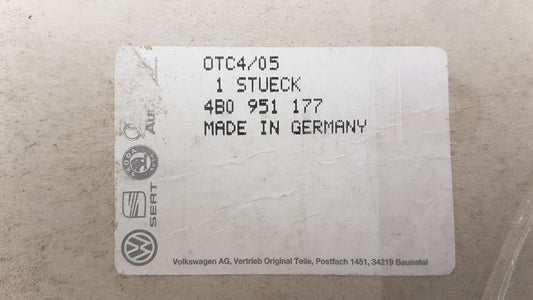 OTC4/05
1 STUECK
4B0 951 177
MADE IN GERMANY
Volkswagen AG, Vertrieb Original Teile, Postfach 1451, 34219 Baunatal
SEAT
SKODA